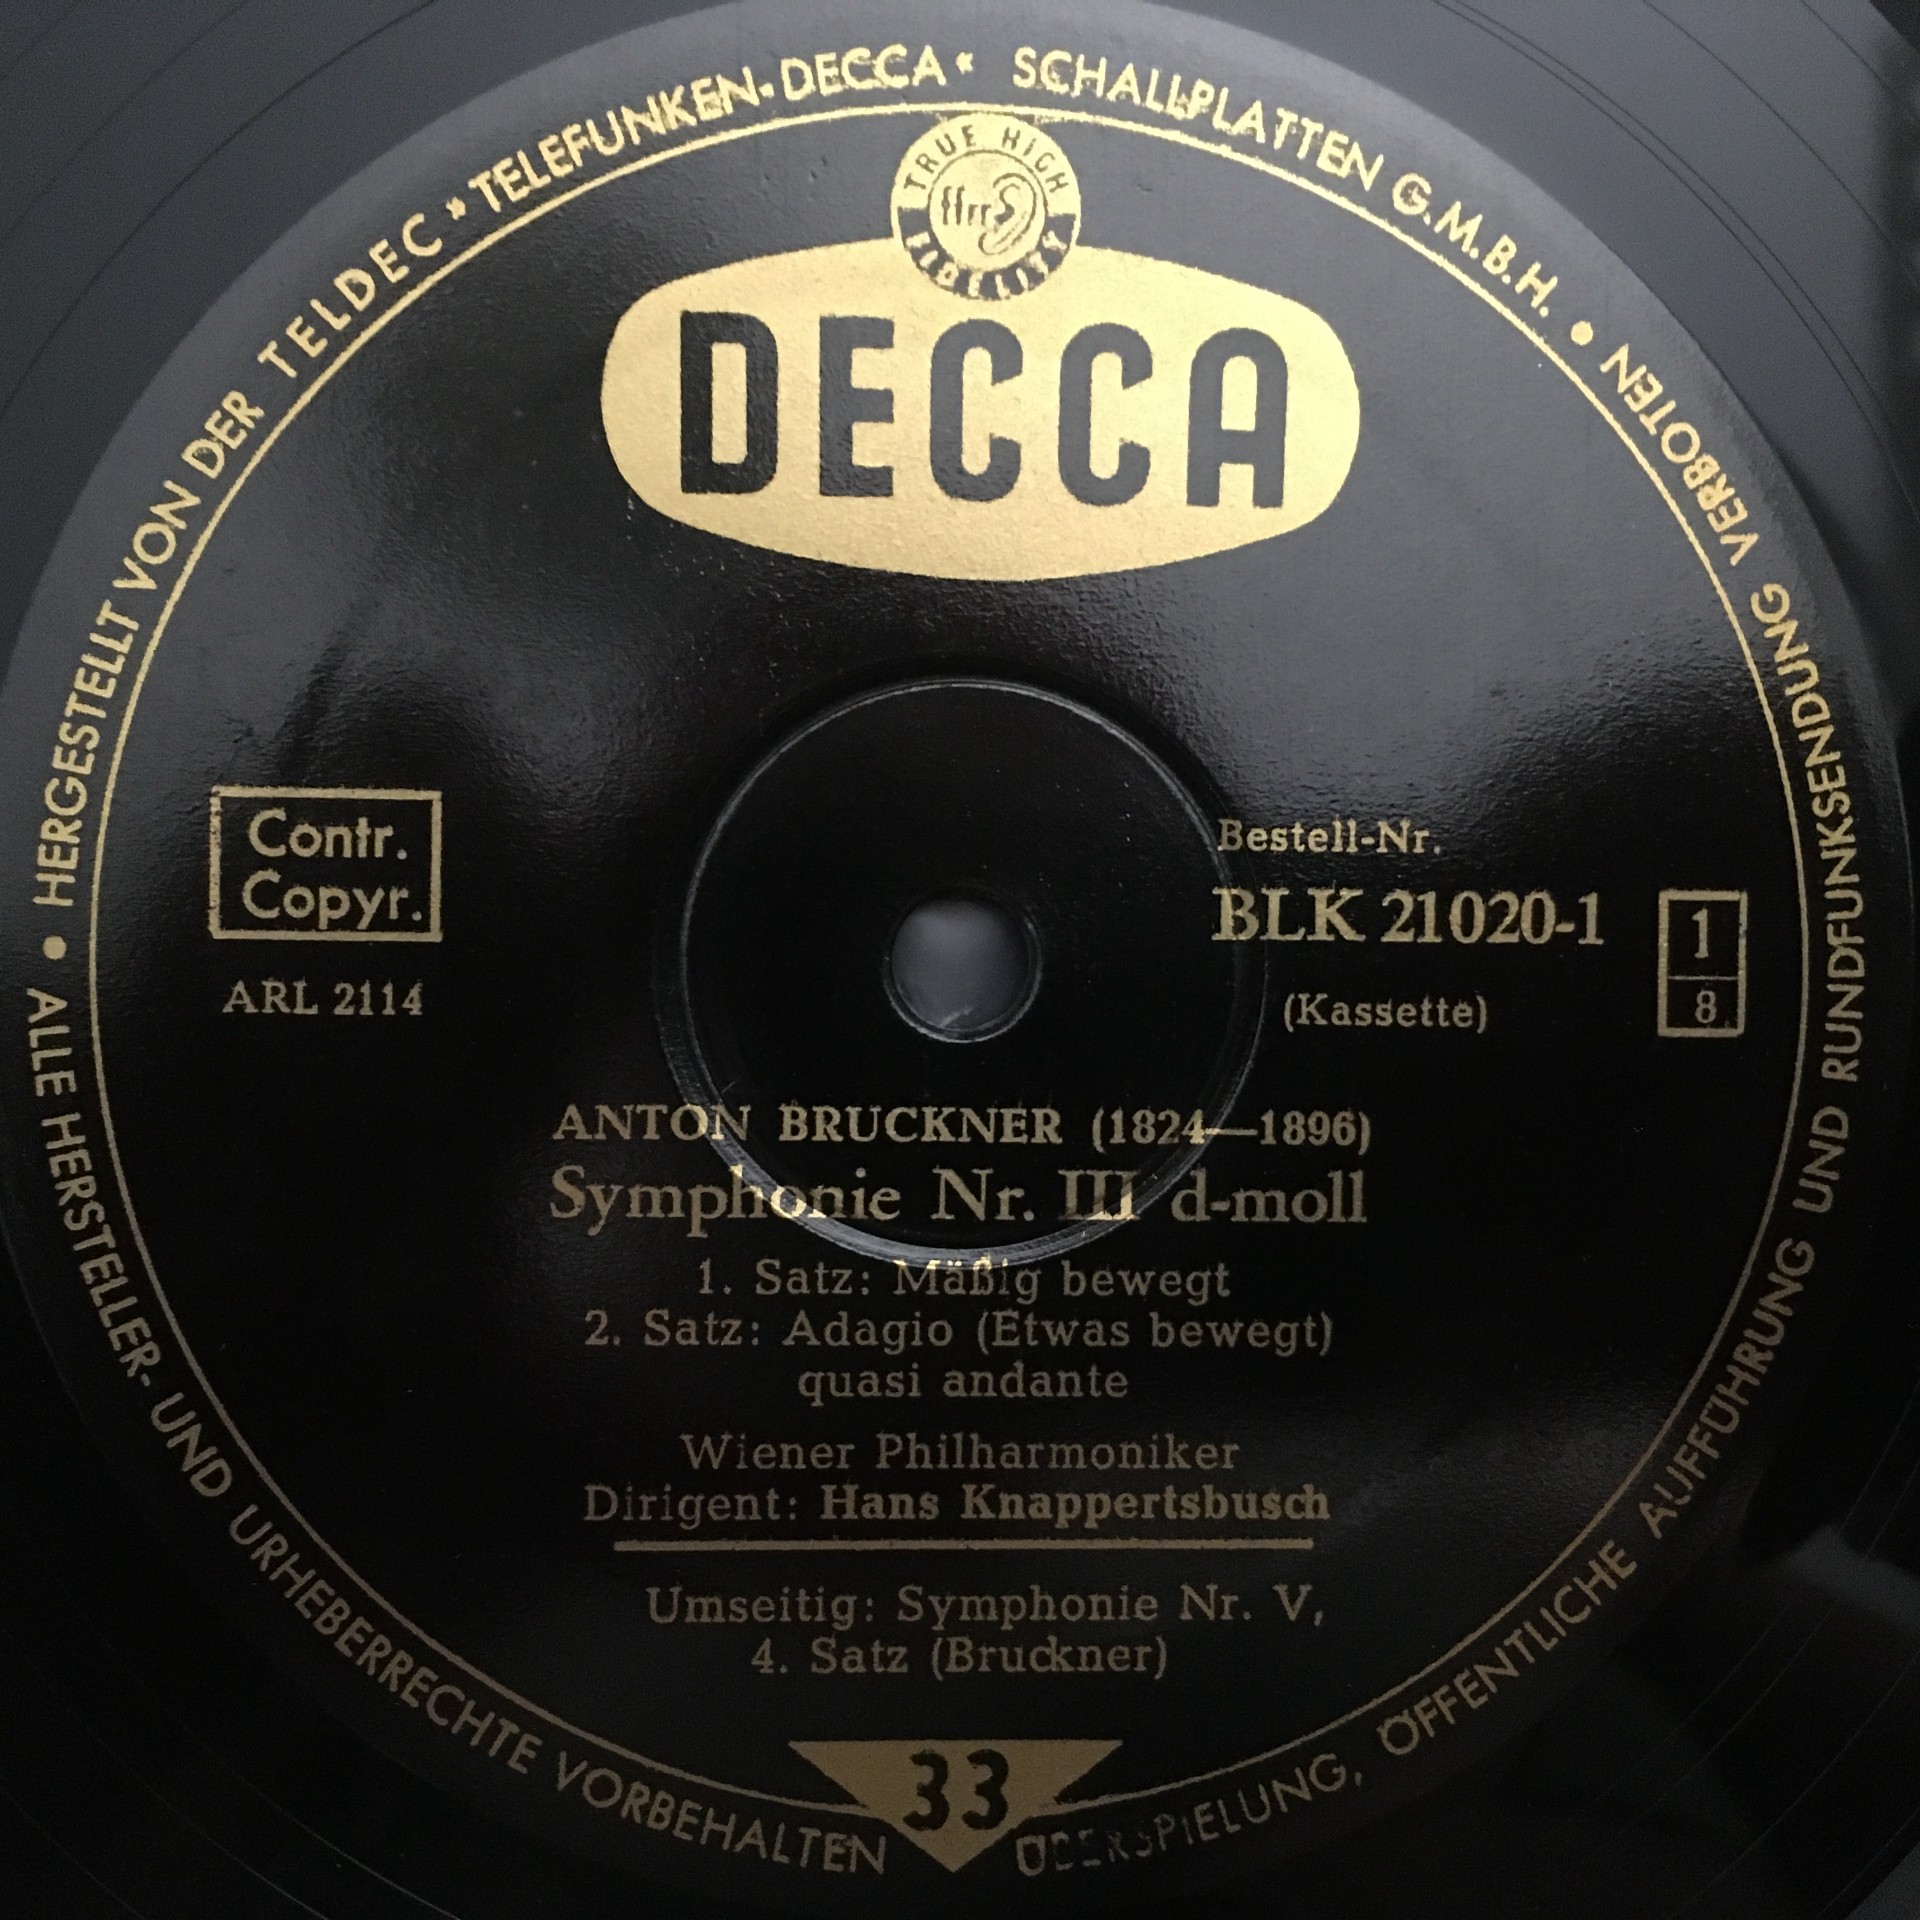 • HERGESTELLT VON DER TELDEC »TELEFUNKEN-DECCA« SCHALLPLATTEN G.M.B.H. •
TRUE HIGH
ffrr
FIDELITY
DECCA
Contr.
Copyr.
ARL 2114
Bestell-Nr.
BLK 21020-1
(Kassette)
1
8
ANTON BRUCKNER (1824—1896)
Symphonie Nr. III d-moll
1. Satz: Mäßig bewegt
2. Satz: Adagio (Etwas bewegt)
quasi andante
Wiener Philharmoniker
Dirigent: Hans Knappertsbusch
Umseitig: Symphonie Nr. V,
4. Satz (Bruckner)
33
ALLE HERSTELLER- UND URHEBERRECHTE VORBEHALTEN
ÜBERSPIELUNG, ÖFFENTLICHE AUFFÜHRUNG UND RUNDFUNKSENDUNG VERBOTEN